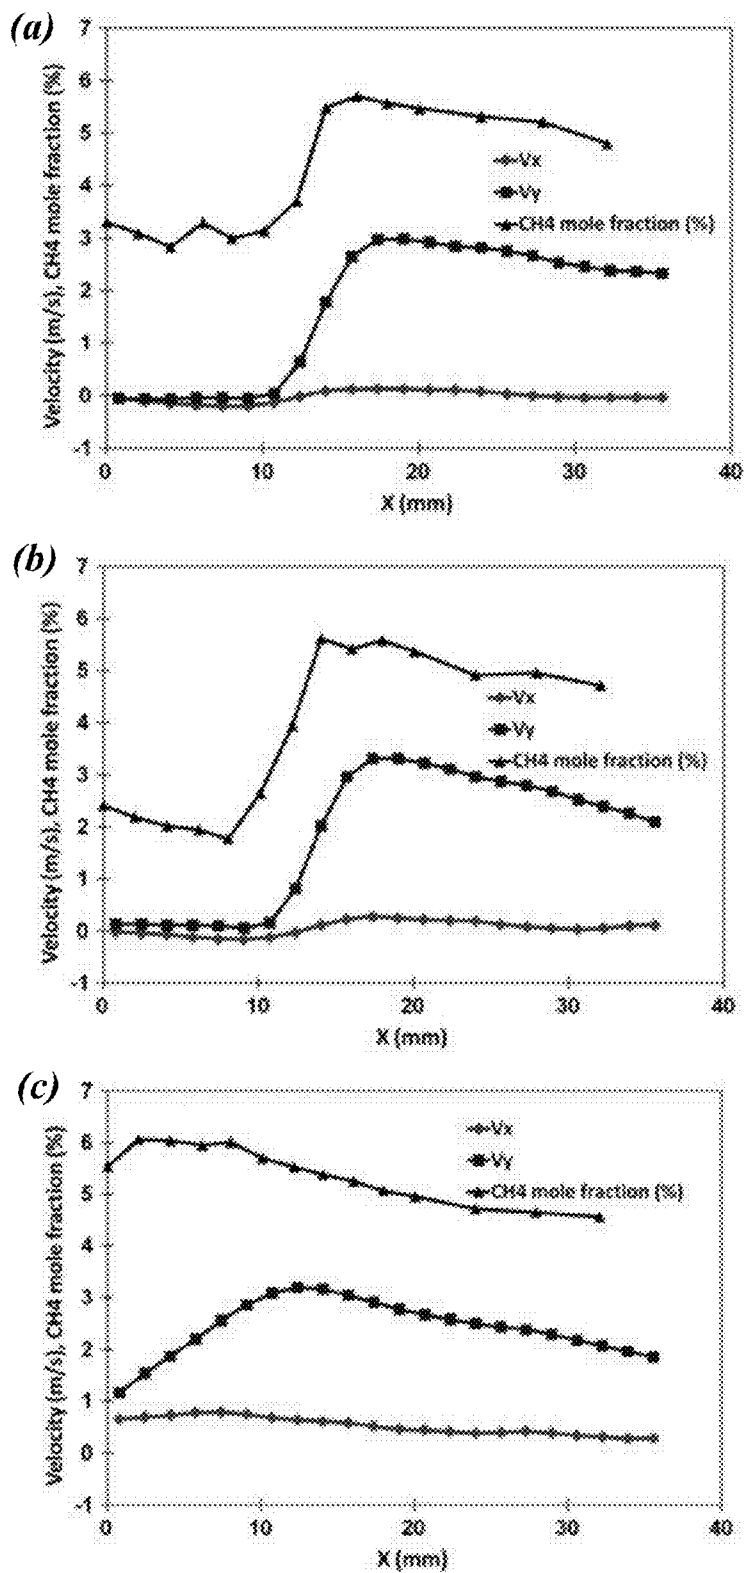 (a)
7
6
5
4
3
2
1
0
-1
Velocity (m/s), CH4 mole fraction (%)
Vx
Vy
CH4 mole fraction (%)
0 10 20 30 40
X (mm)
(b)
7
6
5
4
3
2
1
0
-1
Velocity (m/s), CH4 mole fraction (%)
Vx
Vy
CH4 mole fraction (%)
0 10 20 30 40
X (mm)
(c)
7
6
5
4
3
2
1
0
-1
Velocity (m/s), CH4 mole fraction (%)
Vx
Vy
CH4 mole fraction (%)
0 10 20 30 40
X (mm)